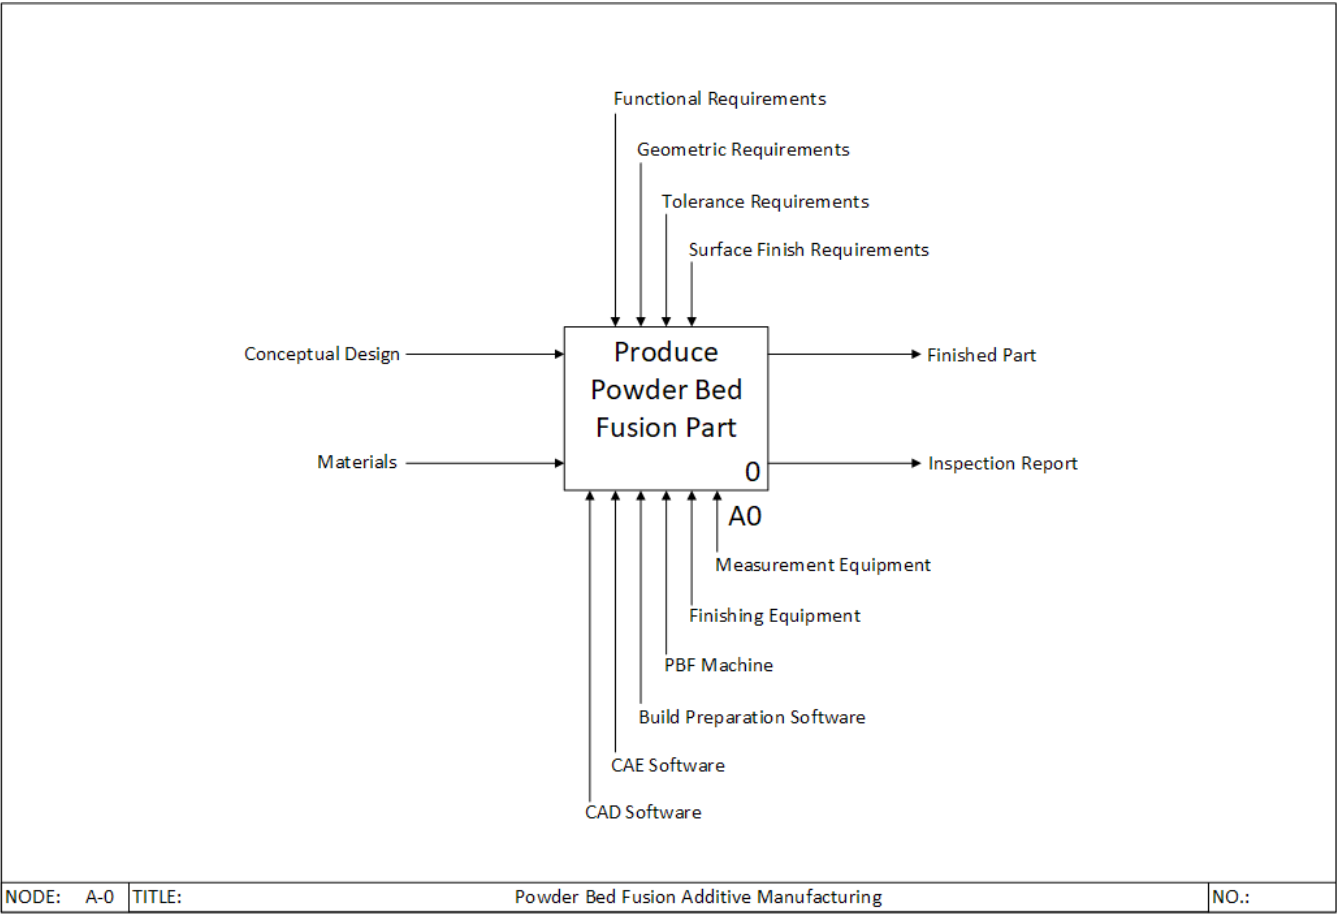 Functional Requirements
Geometric Requirements
Tolerance Requirements
Surface Finish Requirements
Conceptual Design
Materials
Produce
Powder Bed
Fusion Part
0
A0
Finished Part
Inspection Report
Measurement Equipment
Finishing Equipment
PBF Machine
Build Preparation Software
CAE Software
CAD Software
NODE: A-0 TITLE: Powder Bed Fusion Additive Manufacturing NO.: